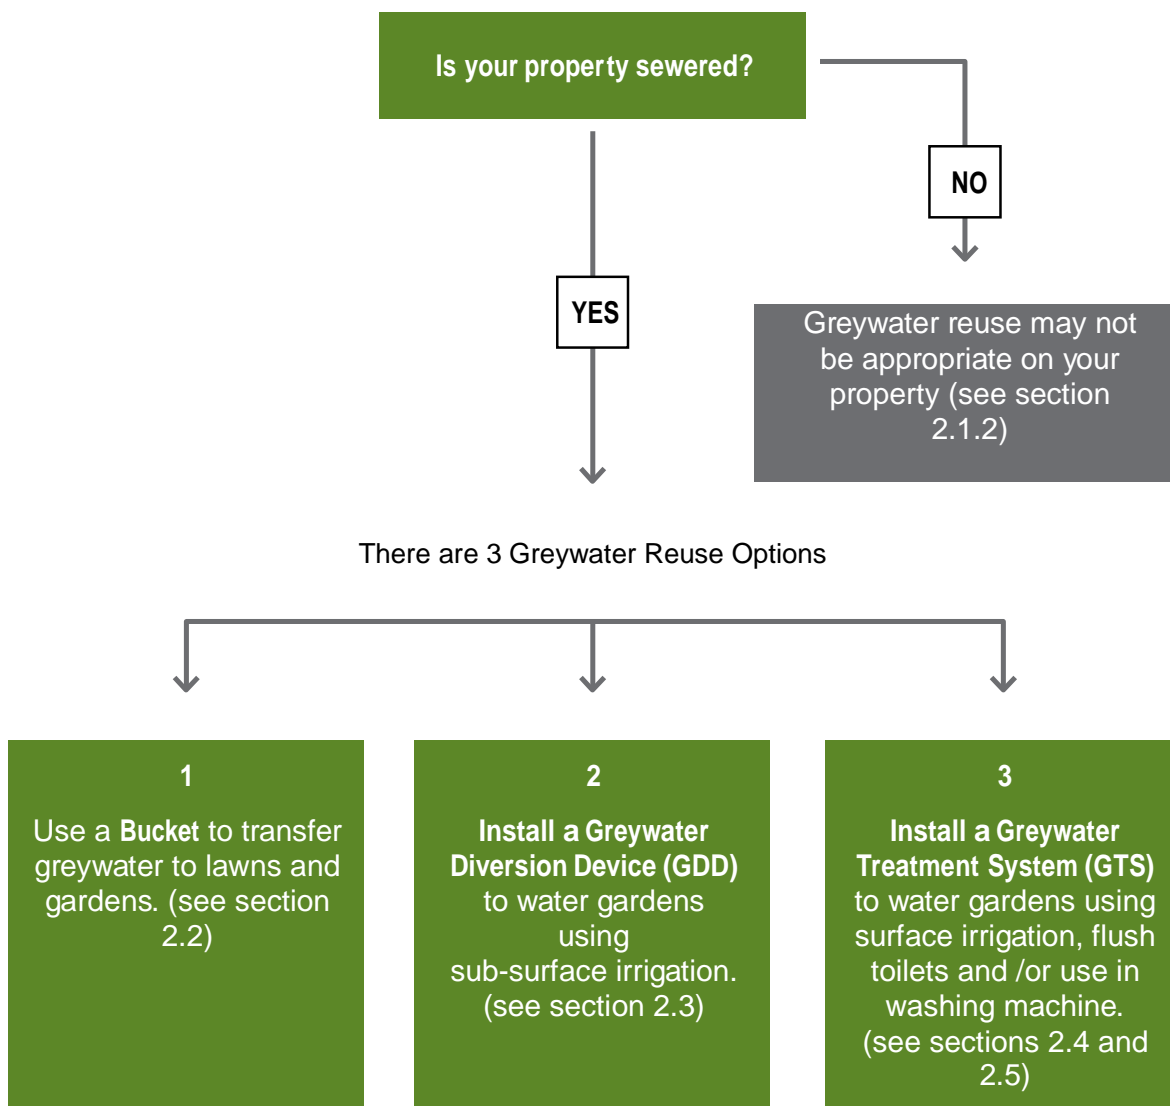 Is your property sewered?
NO
YES
Greywater reuse may not
be appropriate on your
property (see section
2.1.2)
There are 3 Greywater Reuse Options
1
Use a Bucket to transfer
greywater to lawns and
gardens. (see section
2.2)
2
Install a Greywater
Diversion Device (GDD)
to water gardens
using
sub-surface irrigation.
(see section 2.3)
3
Install a Greywater
Treatment System (GTS)
to water gardens using
surface irrigation, flush
toilets and /or use in
washing machine.
(see sections 2.4 and
2.5)